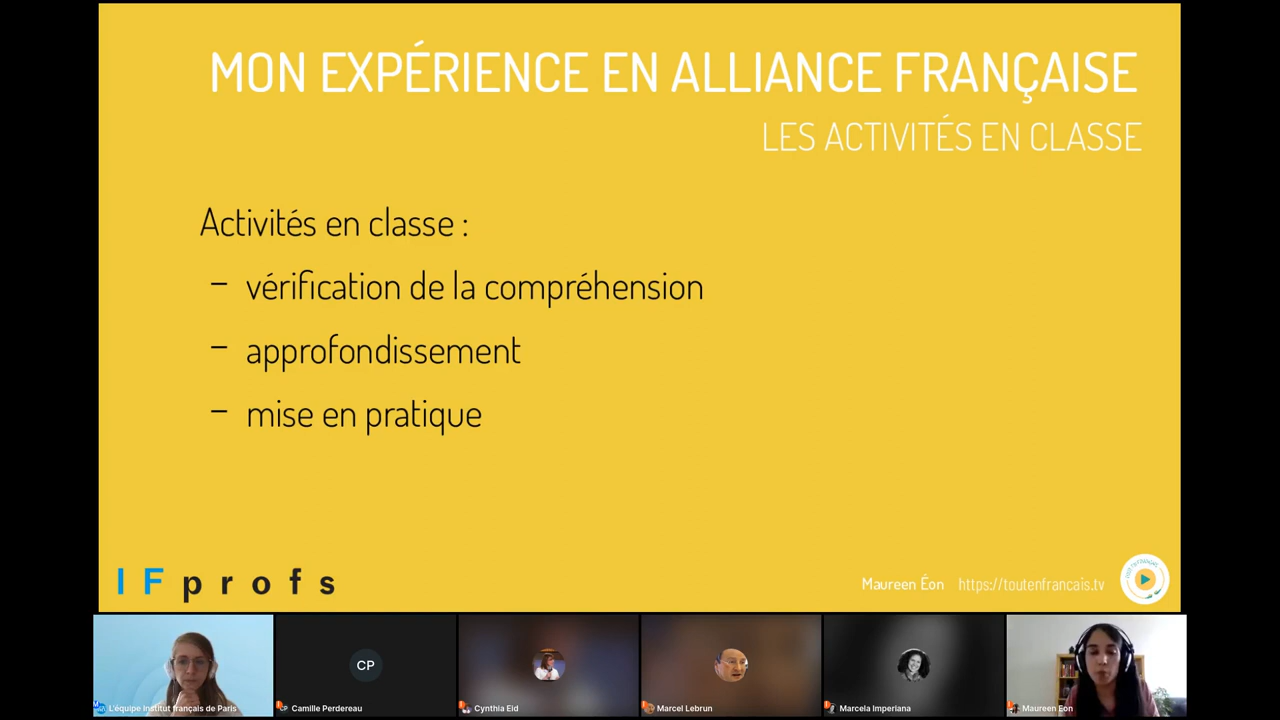 MON EXPÉRIENCE EN ALLIANCE FRANÇAISE
LES ACTIVITÉS EN CLASSE
Activités en classe :
– vérification de la compréhension
– approfondissement
– mise en pratique
IFprofs
Maureen Éon https://toutenfrancais.tv
CP
L'équipe Institut français de Paris
Camille Perdereau
Cynthia Eid
Marcel Lebrun
Marcela Imperiana
Maureen Eon